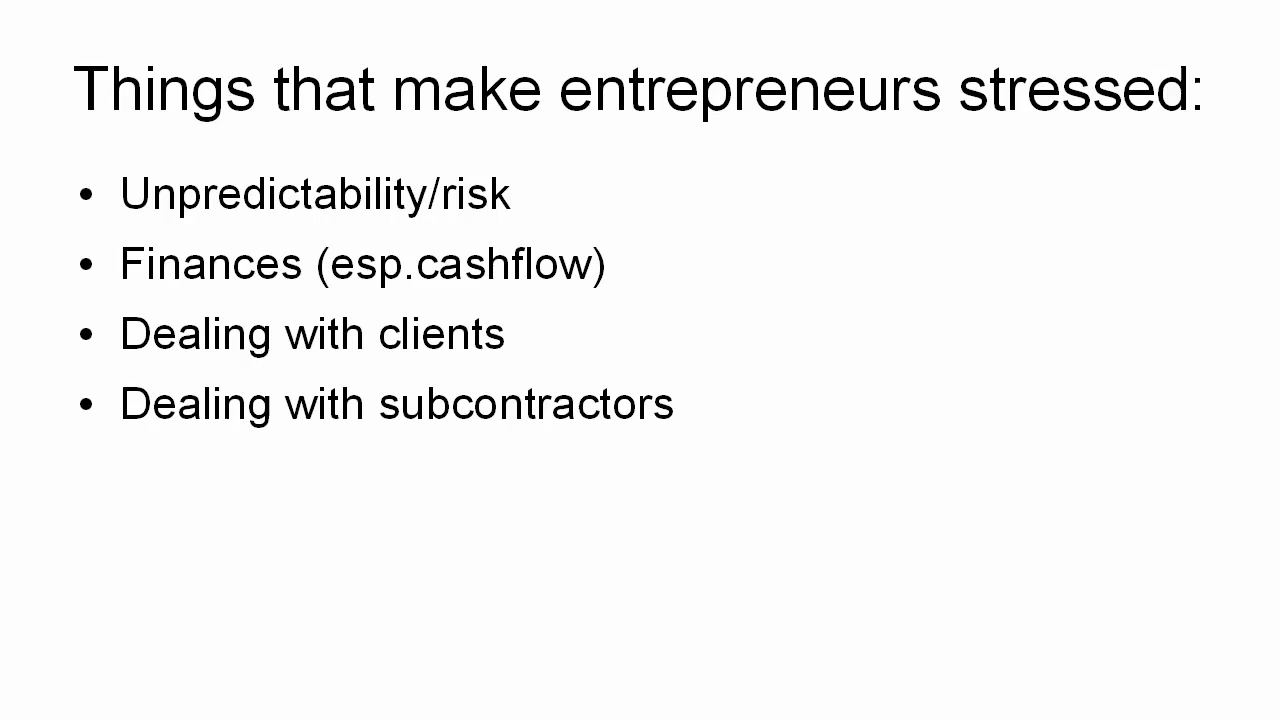 Things that make entrepreneurs stressed:
• Unpredictability/risk
• Finances (esp.cashflow)
• Dealing with clients
• Dealing with subcontractors